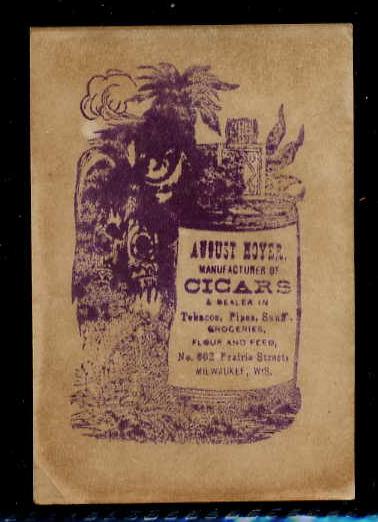 AUGUST HOYER,
MANUFACTURER OF
CIGARS
& DEALER IN
Tobacco, Pipes, Snuff,
GROCERIES,
FLOUR AND FEED,
No. 602 Prairie Street,
MILWAUKEE, WIS.